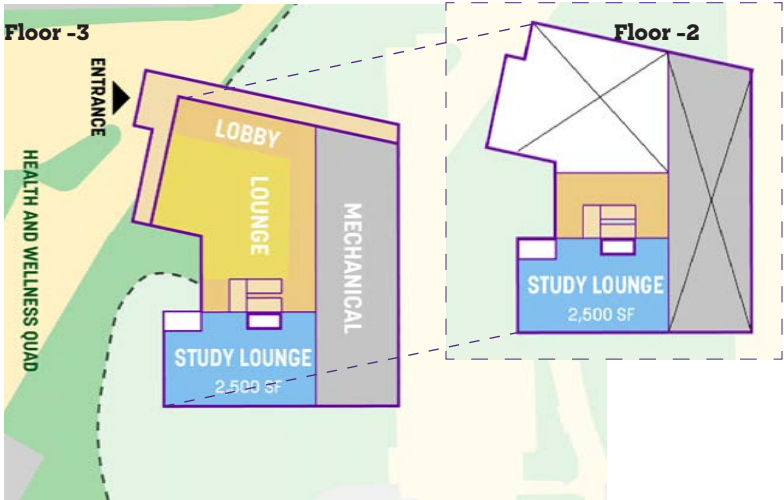 Floor -3
ENTRANCE
HEALTH AND WELLNESS QUAD
LOBBY
LOUNGE
MECHANICAL
STUDY LOUNGE
2,500 SF
Floor -2
STUDY LOUNGE
2,500 SF